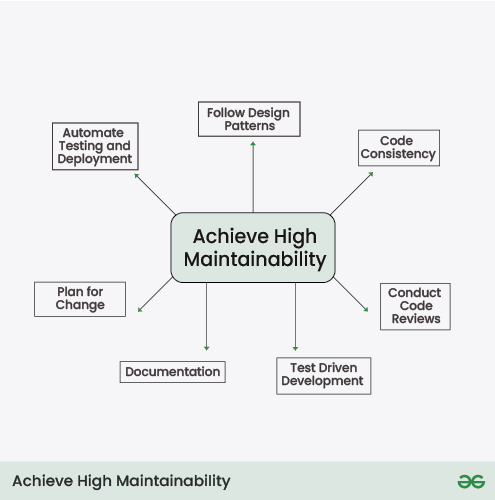 Follow Design
Patterns
Automate
Testing and
Deployment
Code
Consistency
Achieve High
Maintainability
Plan for
Change
Conduct
Code
Reviews
Documentation
Test Driven
Development
Achieve High Maintainability